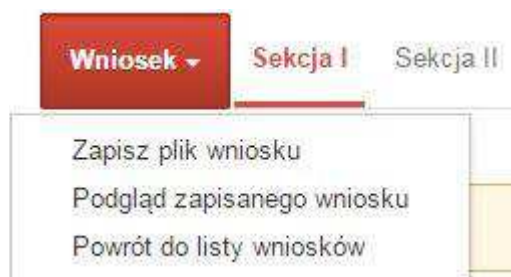 Wniosek Sekcja I Sekcja II
Zapisz plik wniosku
Podgląd zapisanego wniosku
Powrót do listy wniosków